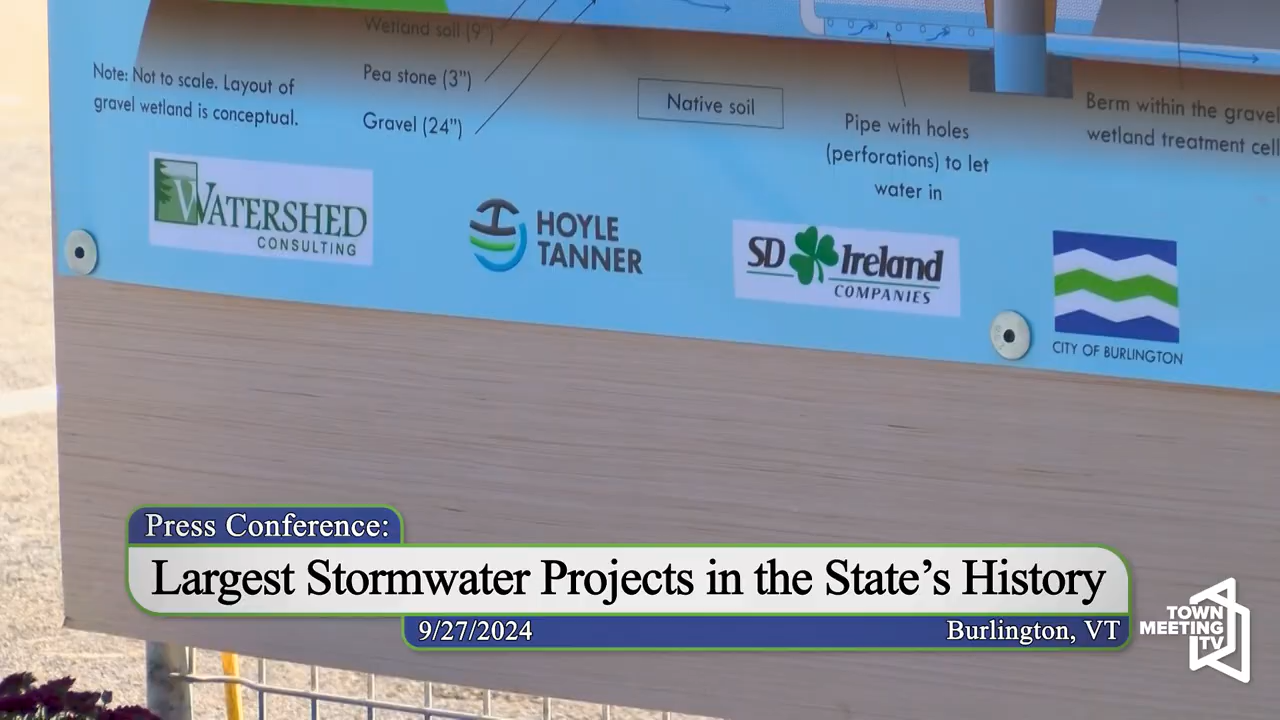 Wetland soil (9")
Note: Not to scale. Layout of
gravel wetland is conceptual.
Pea stone (3")
Gravel (24")
Native soil
Pipe with holes
(perforations) to let
water in
Berm within the gravel
wetland treatment cell
WATERSHED
CONSULTING
HOYLE
TANNER
SD Ireland
COMPANIES
CITY OF BURLINGTON
Press Conference:
Largest Stormwater Projects in the State’s History
9/27/2024
Burlington, VT
TOWN
MEETING
TV